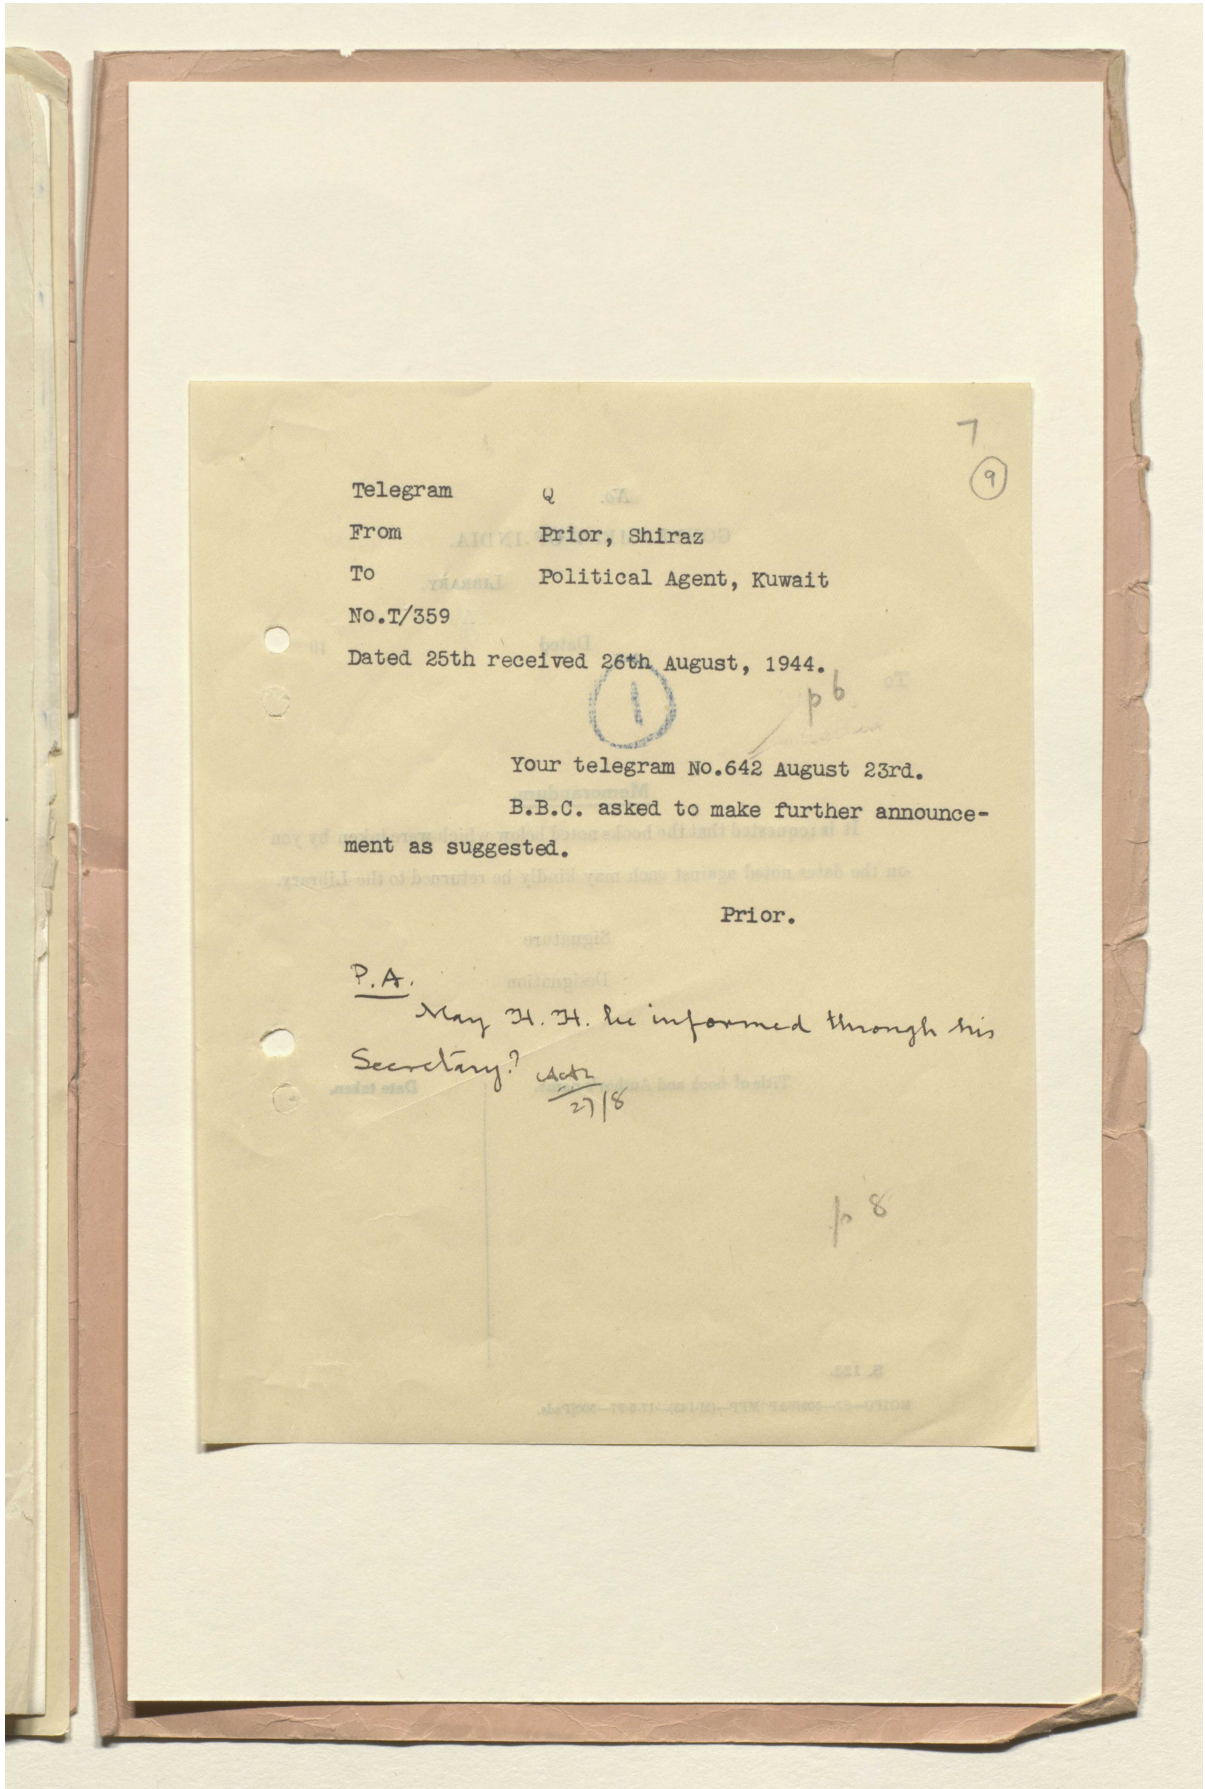 7
9
Telegram Q
From Prior, Shiraz
To Political Agent, Kuwait
No.T/359
Dated 25th received 26th August, 1944.
1
p 6
Your telegram No.642 August 23rd.
B.B.C. asked to make further announce-
ment as suggested.
Prior.
P.A.
May H. H. be informed through his
Secretary?
27/8
p 8